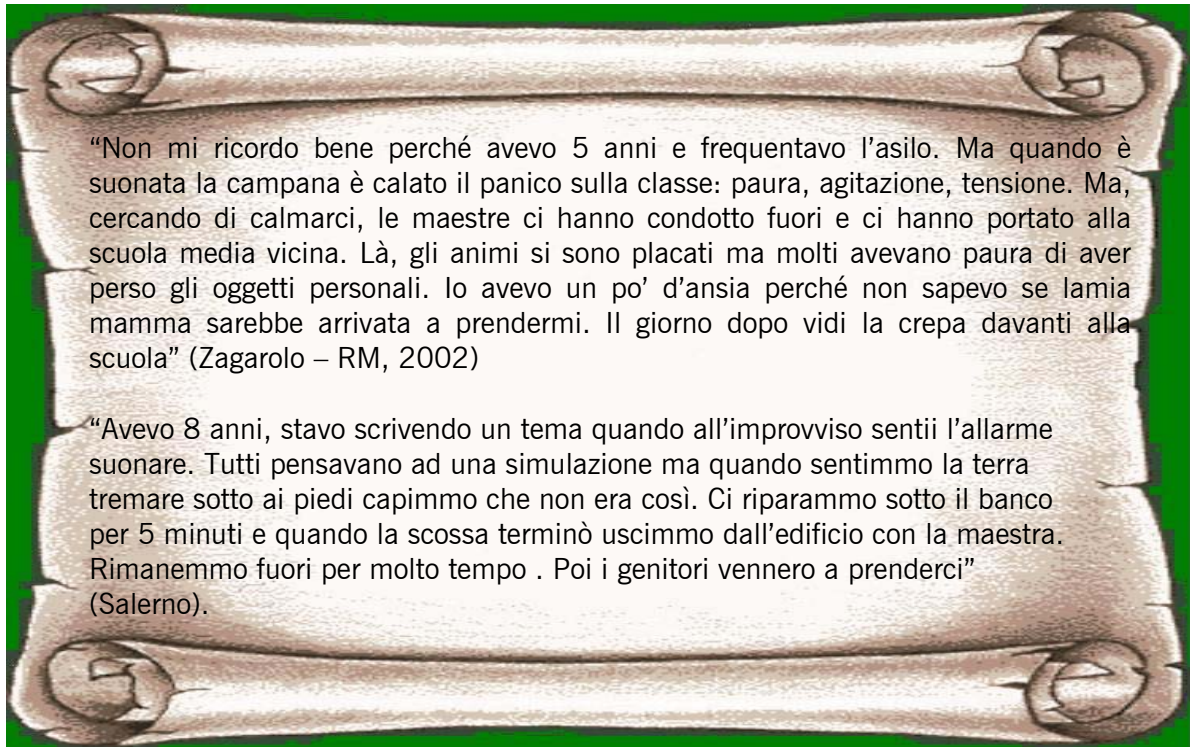 “Non mi ricordo bene perché avevo 5 anni e frequentavo l’asilo. Ma quando è
suonata la campana è calato il panico sulla classe: paura, agitazione, tensione. Ma,
cercando di calmarci, le maestre ci hanno condotto fuori e ci hanno portato alla
scuola media vicina. Là, gli animi si sono placati ma molti avevano paura di aver
perso gli oggetti personali. Io avevo un po’ d’ansia perché non sapevo se lamia
mamma sarebbe arrivata a prendermi. Il giorno dopo vidi la crepa davanti alla
scuola” (Zagarolo – RM, 2002)
“Avevo 8 anni, stavo scrivendo un tema quando all’improvviso sentii l’allarme
suonare. Tutti pensavano ad una simulazione ma quando sentimmo la terra
tremare sotto ai piedi capimmo che non era così. Ci riparammo sotto il banco
per 5 minuti e quando la scossa terminò uscimmo dall’edificio con la maestra.
Rimanemmo fuori per molto tempo . Poi i genitori vennero a prenderci”
(Salerno).